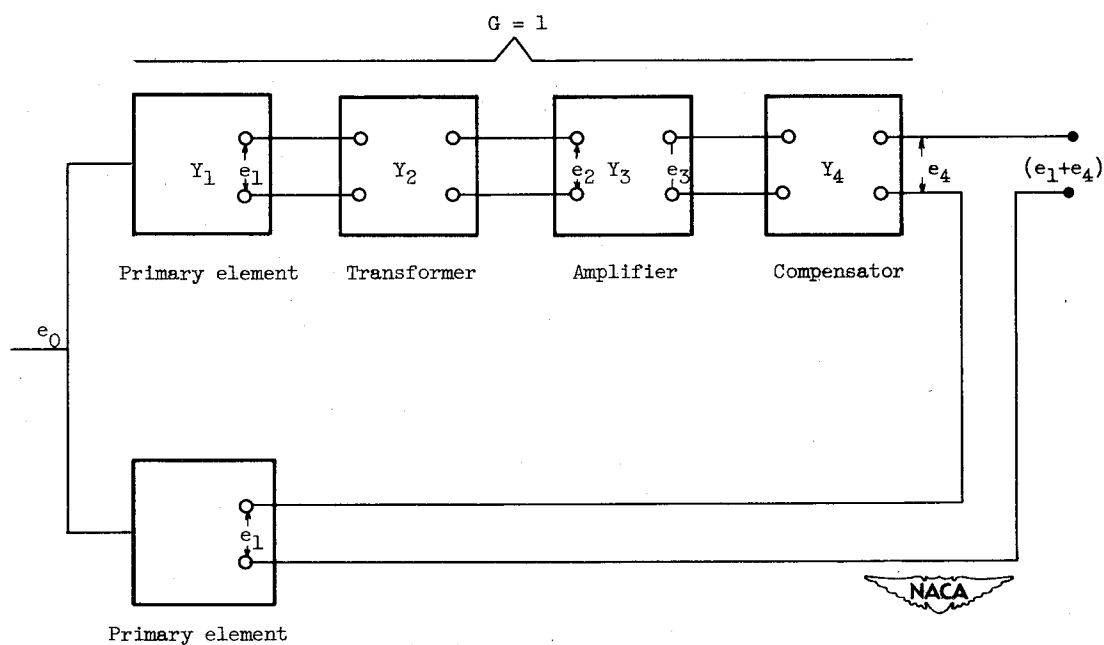 G = 1
Y₁ e₁ Y₂ e₂ Y₃ e₃ Y₄ e₄ (e₁+e₄)
Primary element Transformer Amplifier Compensator
e₀
e₁
NACA
Primary element